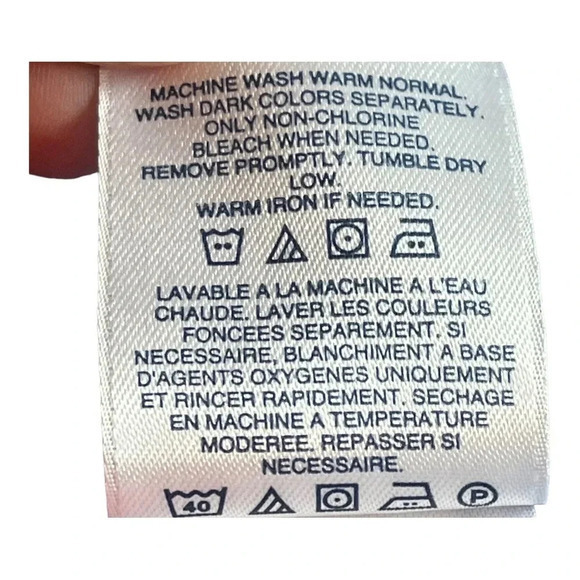 MACHINE WASH WARM NORMAL.
WASH DARK COLORS SEPARATELY.
ONLY NON-CHLORINE
BLEACH WHEN NEEDED.
REMOVE PROMPTLY. TUMBLE DRY
LOW.
WARM IRON IF NEEDED.
LAVABLE A LA MACHINE A L'EAU
CHAUDE. LAVER LES COULEURS
FONCEES SEPAREMENT. SI
NECESSAIRE, BLANCHIMENT A BASE
D'AGENTS OXYGENES UNIQUEMENT
ET RINCER RAPIDEMENT. SECHAGE
EN MACHINE A TEMPERATURE
MODEREE. REPASSER SI
NECESSAIRE.
40 P